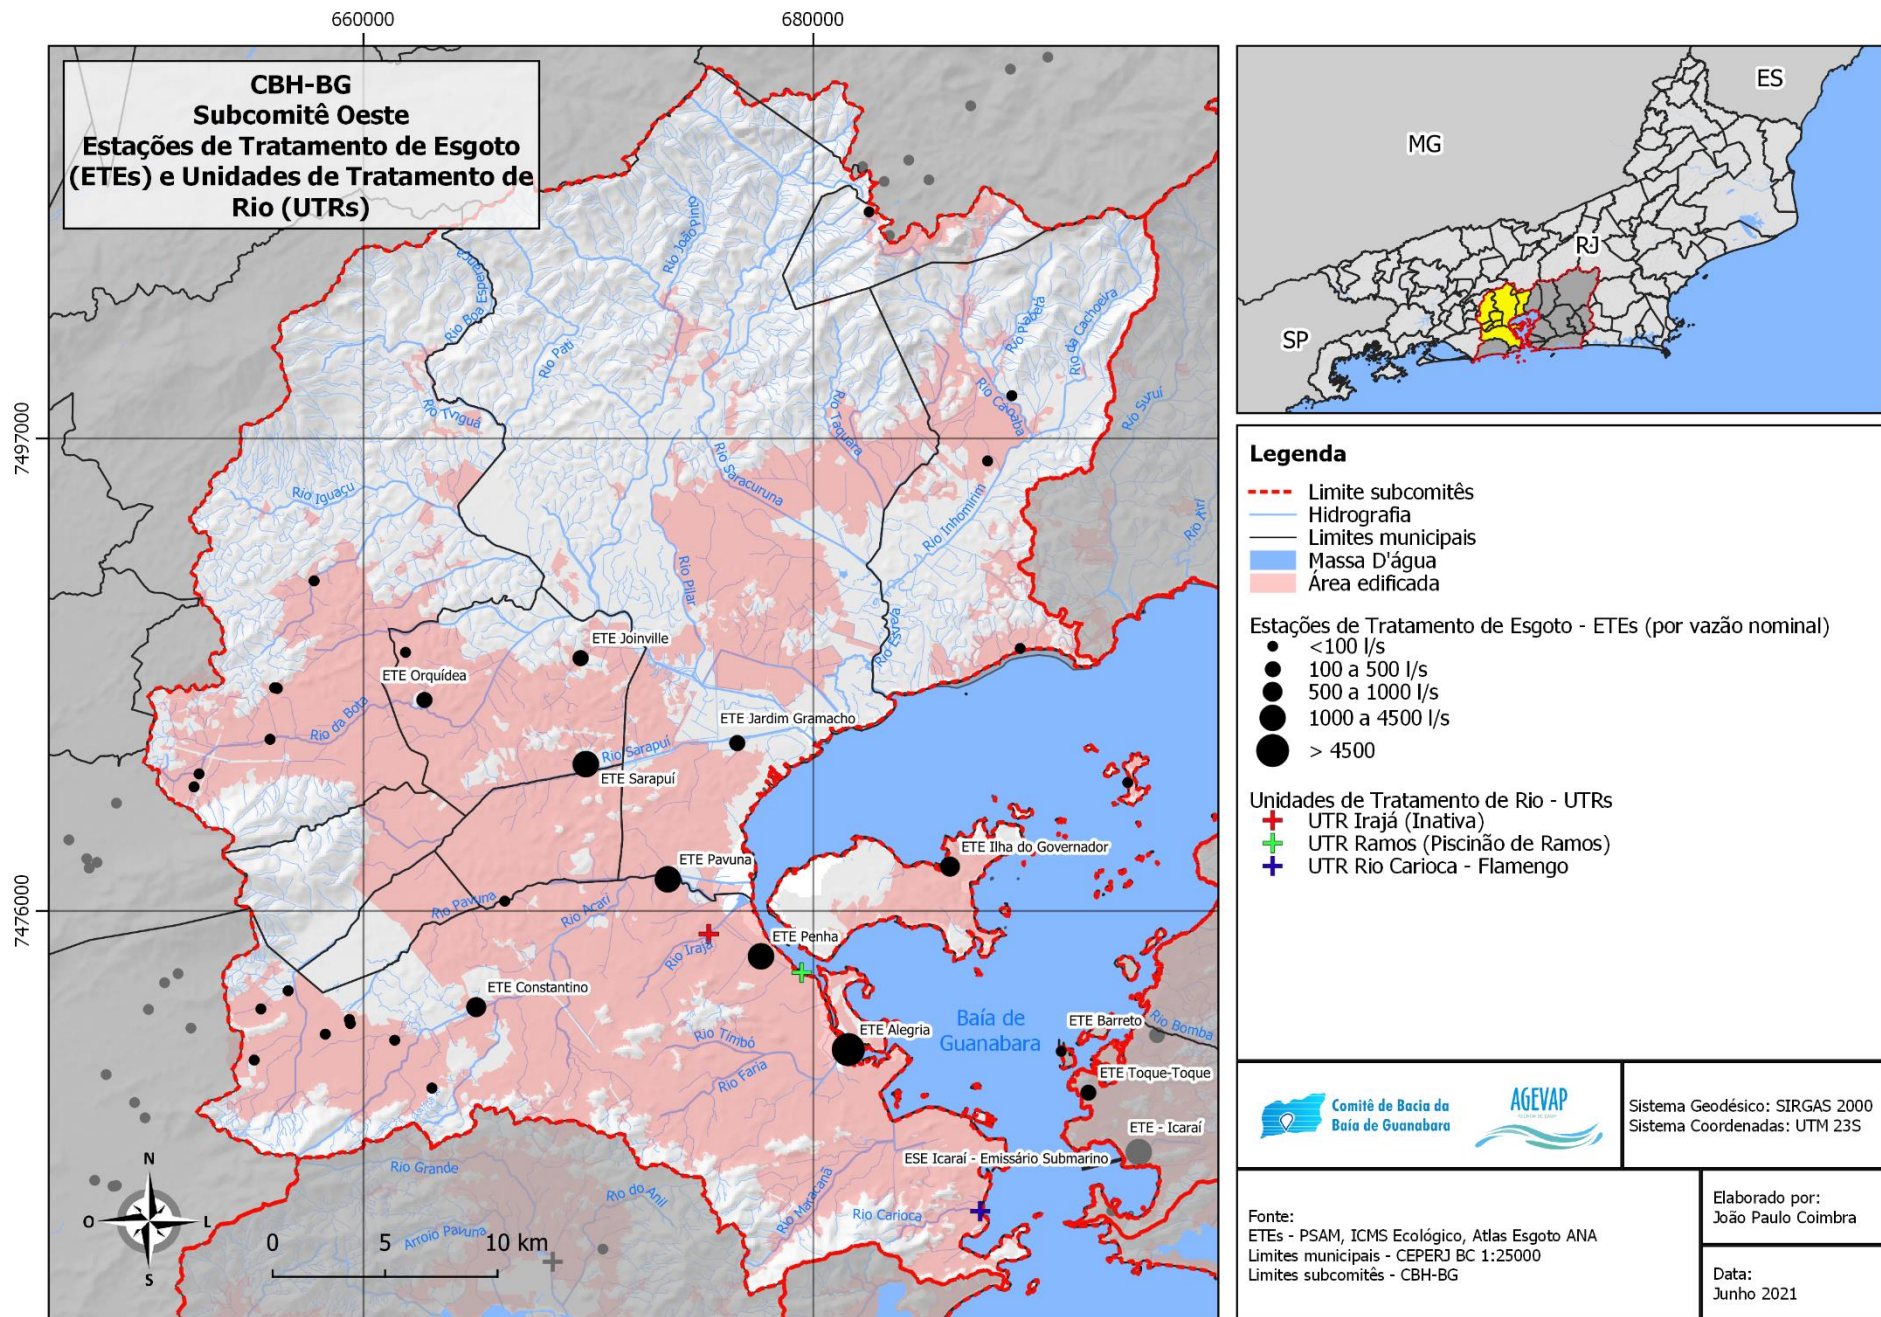 660000
680000
CBH-BG
Subcomitê Oeste
Estações de Tratamento de Esgoto
(ETEs) e Unidades de Tratamento de
Rio (UTRs)
7497000
7476000
Rio João Pinto
Rio Boa Esperança
Rio Pati
Rio Piabetá
Rio da Cachoeira
Rio Caioaba
Rio Taquara
Rio Suruí
Rio Saracuruna
Rio Iguaçu
Rio Inhomirim
Rio Pilar
Rio Estrela
ETE Joinville
ETE Orquídea
Rio da Bota
ETE Jardim Gramacho
Rio Sarapuí
ETE Sarapuí
ETE Ilha do Governador
ETE Pavuna
Rio Pavuna
Rio Acari
Rio Irajá
ETE Penha
ETE Constantino
Baía de
Guanabara
ETE Barreto
Rio Bomba
ETE Alegria
Rio Timbó
Rio Faria
ETE Toque-Toque
ETE - Icaraí
ESE Icaraí - Emissário Submarino
Rio Grande
Rio do Anil
Rio Maracanã
Rio Carioca
Arroio Pavuna
N
O
L
S
0
5
10 km
ES
MG
RJ
SP
Legenda
Limite subcomitês
Hidrografia
Limites municipais
Massa D'água
Área edificada
Estações de Tratamento de Esgoto - ETEs (por vazão nominal)
<100 l/s
100 a 500 l/s
500 a 1000 l/s
1000 a 4500 l/s
> 4500
Unidades de Tratamento de Rio - UTRs
UTR Irajá (Inativa)
UTR Ramos (Piscinão de Ramos)
UTR Rio Carioca - Flamengo
Comitê de Bacia da
Baía de Guanabara
AGEVAP
Sistema Geodésico: SIRGAS 2000
Sistema Coordenadas: UTM 23S
Fonte:
ETEs - PSAM, ICMS Ecológico, Atlas Esgoto ANA
Limites municipais - CEPERJ BC 1:25000
Limites subcomitês - CBH-BG
Elaborado por:
João Paulo Coimbra
Data:
Junho 2021